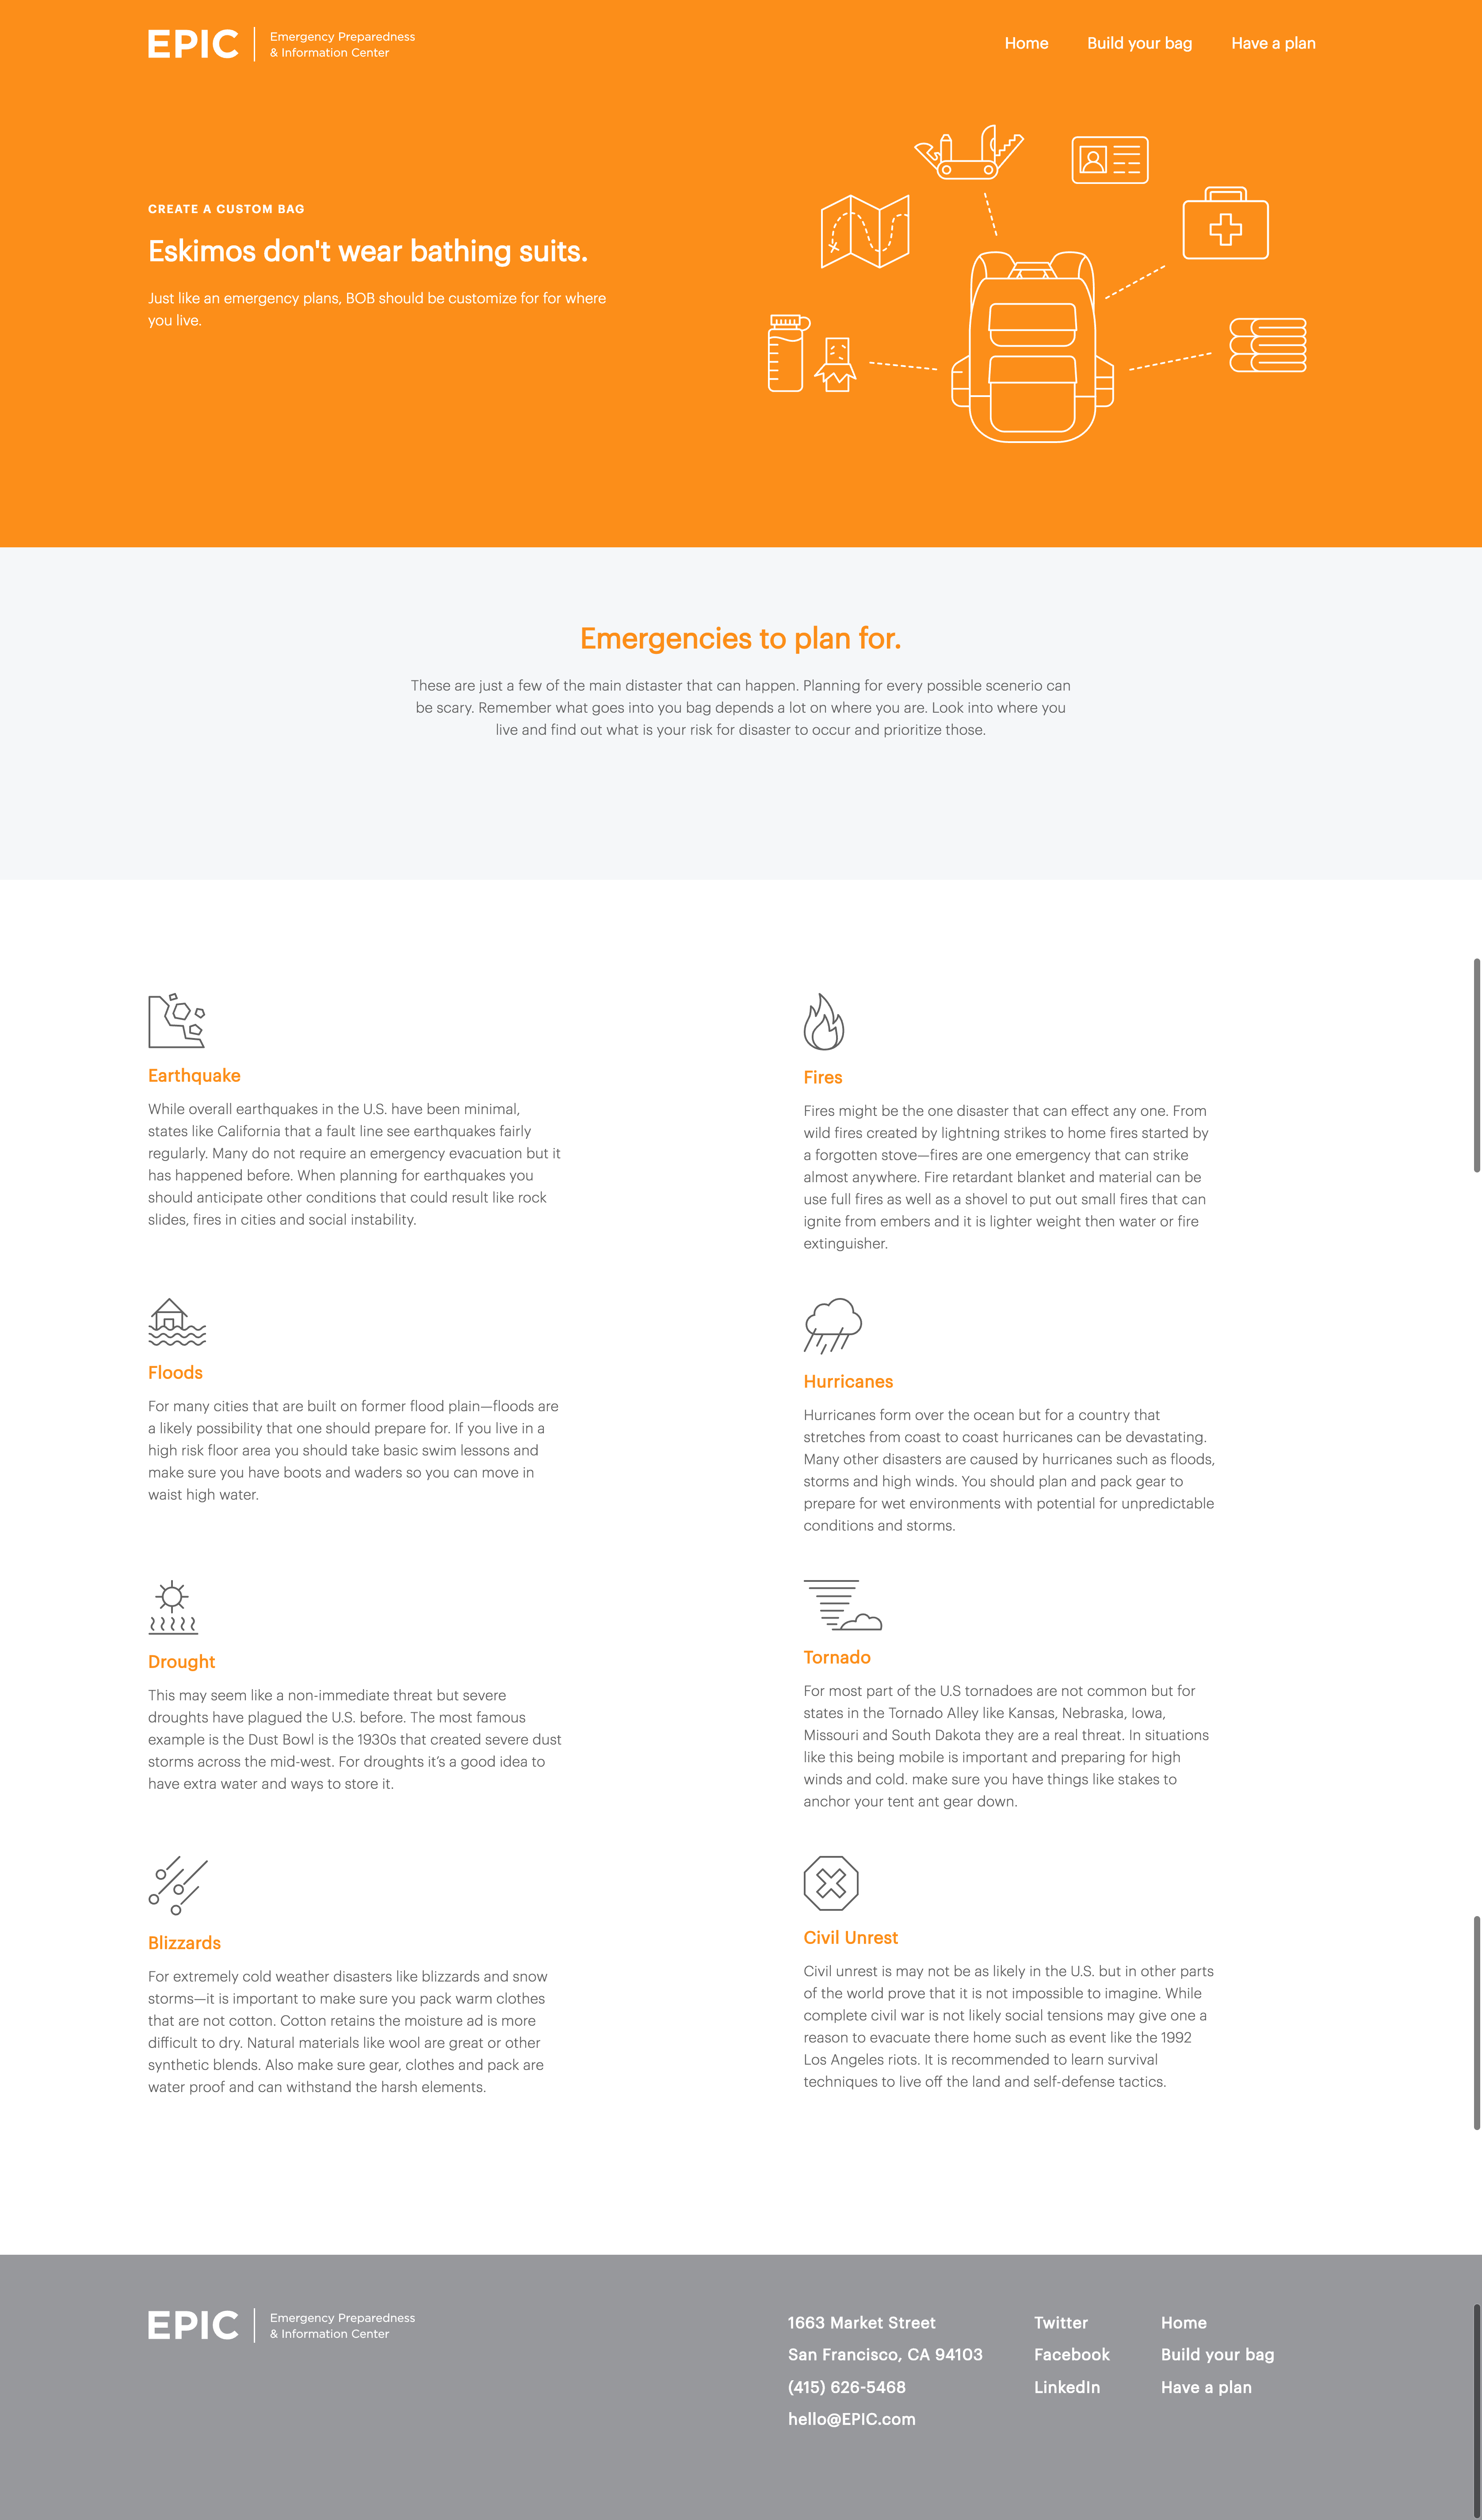 EPIC
Emergency Preparedness
& Information Center
Home
Build your bag
Have a plan
CREATE A CUSTOM BAG
Eskimos don't wear bathing suits.
Just like an emergency plans, BOB should be customize for for where
you live.
Emergencies to plan for.
These are just a few of the main distaster that can happen. Planning for every possible scenerio can
be scary. Remember what goes into you bag depends a lot on where you are. Look into where you
live and find out what is your risk for disaster to occur and prioritize those.
Earthquake
While overall earthquakes in the U.S. have been minimal,
states like California that a fault line see earthquakes fairly
regularly. Many do not require an emergency evacuation but it
has happened before. When planning for earthquakes you
should anticipate other conditions that could result like rock
slides, fires in cities and social instability.
Fires
Fires might be the one disaster that can effect any one. From
wild fires created by lightning strikes to home fires started by
a forgotten stove—fires are one emergency that can strike
almost anywhere. Fire retardant blanket and material can be
use full fires as well as a shovel to put out small fires that can
ignite from embers and it is lighter weight then water or fire
extinguisher.
Floods
For many cities that are built on former flood plain—floods are
a likely possibility that one should prepare for. If you live in a
high risk floor area you should take basic swim lessons and
make sure you have boots and waders so you can move in
waist high water.
Hurricanes
Hurricanes form over the ocean but for a country that
stretches from coast to coast hurricanes can be devastating.
Many other disasters are caused by hurricanes such as floods,
storms and high winds. You should plan and pack gear to
prepare for wet environments with potential for unpredictable
conditions and storms.
Drought
This may seem like a non-immediate threat but severe
droughts have plagued the U.S. before. The most famous
example is the Dust Bowl is the 1930s that created severe dust
storms across the mid-west. For droughts it’s a good idea to
have extra water and ways to store it.
Tornado
For most part of the U.S tornadoes are not common but for
states in the Tornado Alley like Kansas, Nebraska, Iowa,
Missouri and South Dakota they are a real threat. In situations
like this being mobile is important and preparing for high
winds and cold. make sure you have things like stakes to
anchor your tent ant gear down.
Blizzards
For extremely cold weather disasters like blizzards and snow
storms—it is important to make sure you pack warm clothes
that are not cotton. Cotton retains the moisture ad is more
difficult to dry. Natural materials like wool are great or other
synthetic blends. Also make sure gear, clothes and pack are
water proof and can withstand the harsh elements.
Civil Unrest
Civil unrest is may not be as likely in the U.S. but in other parts
of the world prove that it is not impossible to imagine. While
complete civil war is not likely social tensions may give one a
reason to evacuate there home such as event like the 1992
Los Angeles riots. It is recommended to learn survival
techniques to live off the land and self-defense tactics.
EPIC
Emergency Preparedness
& Information Center
1663 Market Street
San Francisco, CA 94103
(415) 626-5468
hello@EPIC.com
Twitter
Facebook
LinkedIn
Home
Build your bag
Have a plan